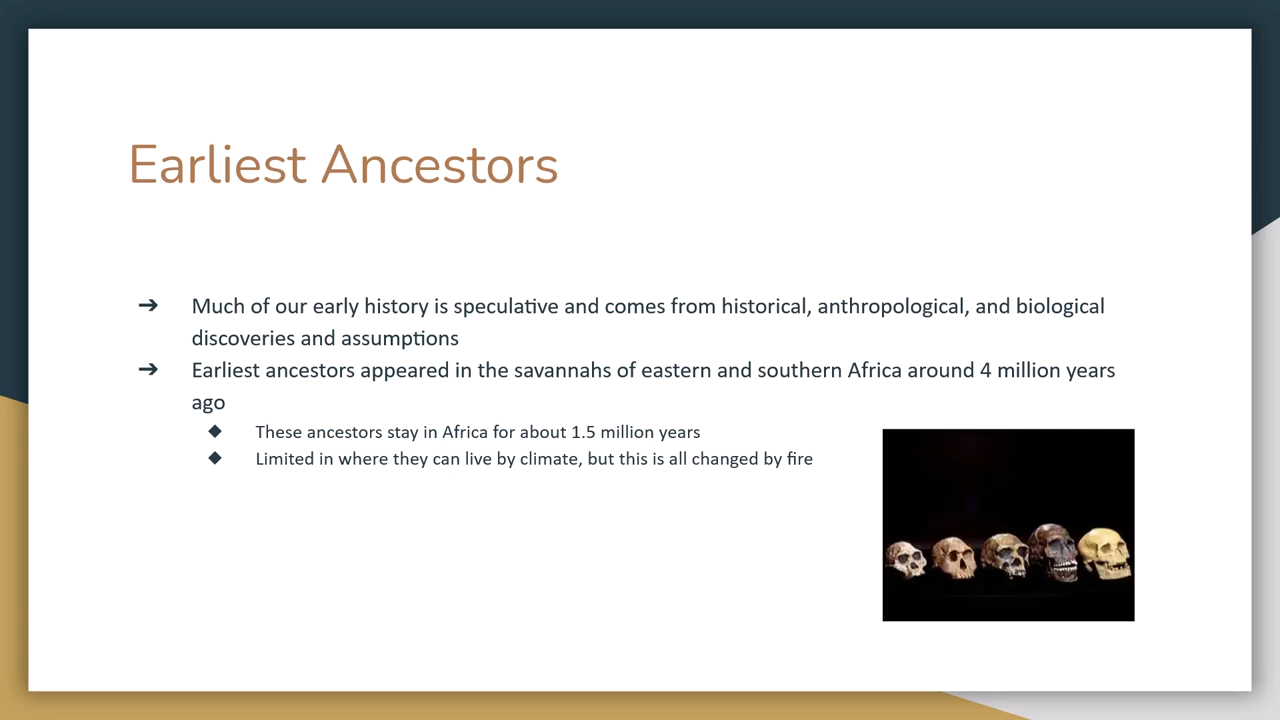 Earliest Ancestors
➔ Much of our early history is speculative and comes from historical, anthropological, and biological
discoveries and assumptions
➔ Earliest ancestors appeared in the savannahs of eastern and southern Africa around 4 million years
ago
◆ These ancestors stay in Africa for about 1.5 million years
◆ Limited in where they can live by climate, but this is all changed by fire